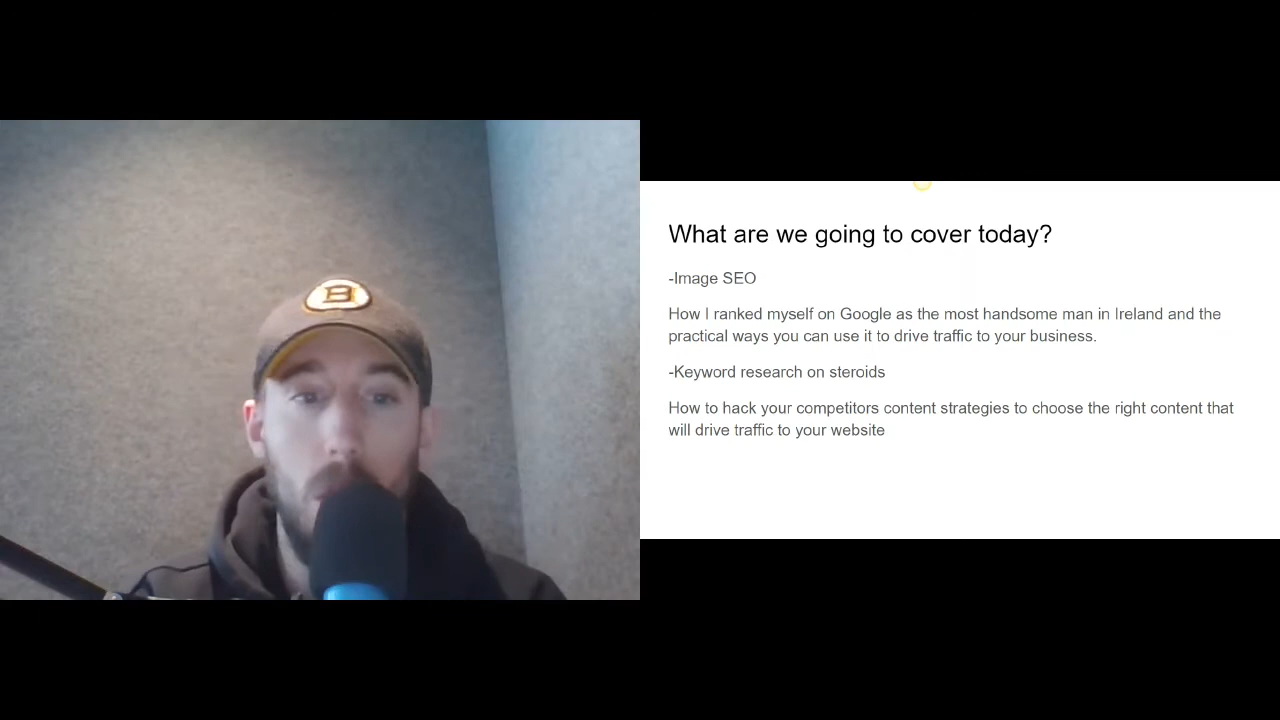 B
What are we going to cover today?
-Image SEO
How I ranked myself on Google as the most handsome man in Ireland and the
practical ways you can use it to drive traffic to your business.
-Keyword research on steroids
How to hack your competitors content strategies to choose the right content that
will drive traffic to your website